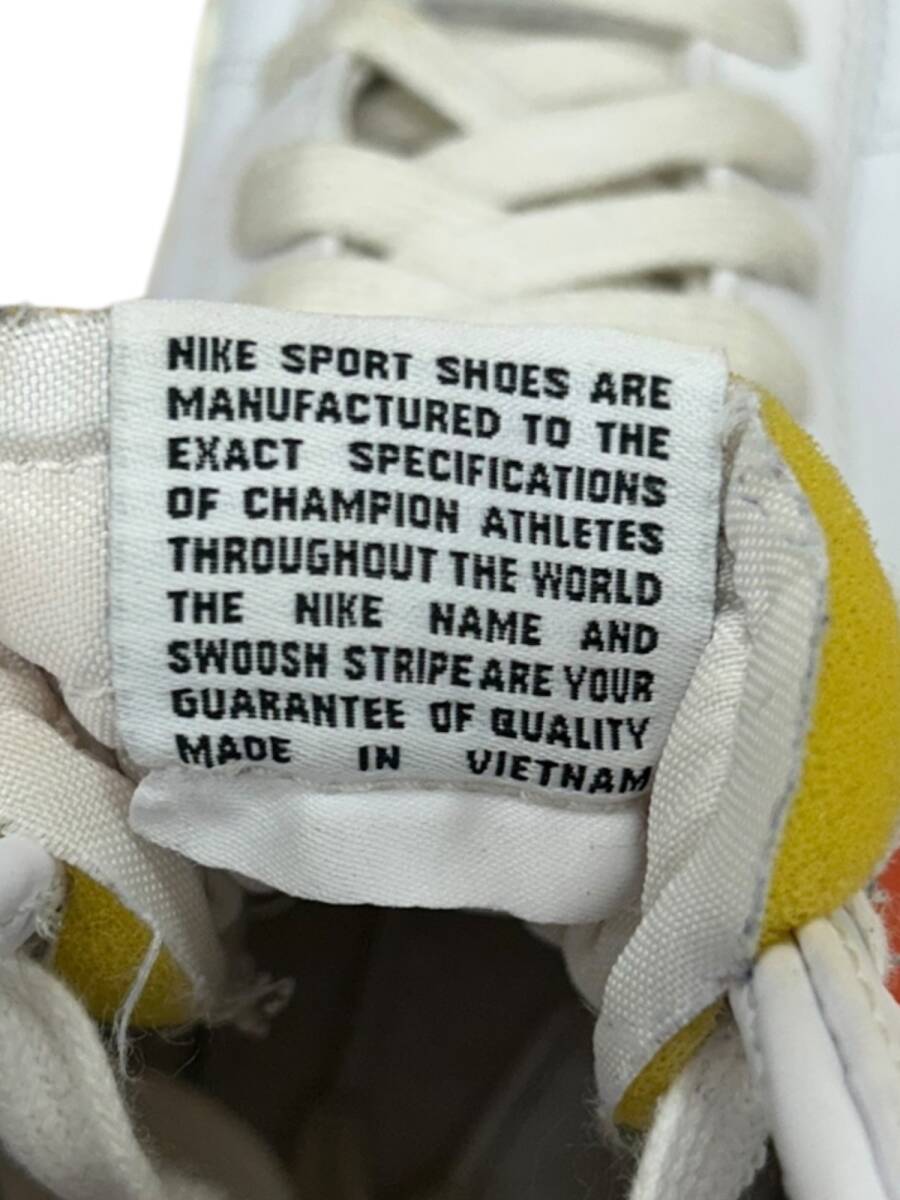 NIKE SPORT SHOES ARE
MANUFACTURED TO THE
EXACT SPECIFICATIONS
OF CHAMPION ATHLETES
THROUGHOUT THE WORLD
THE NIKE NAME AND
SWOOSH STRIPE ARE YOUR
GUARANTEE OF QUALITY
MADE IN VIETNAM